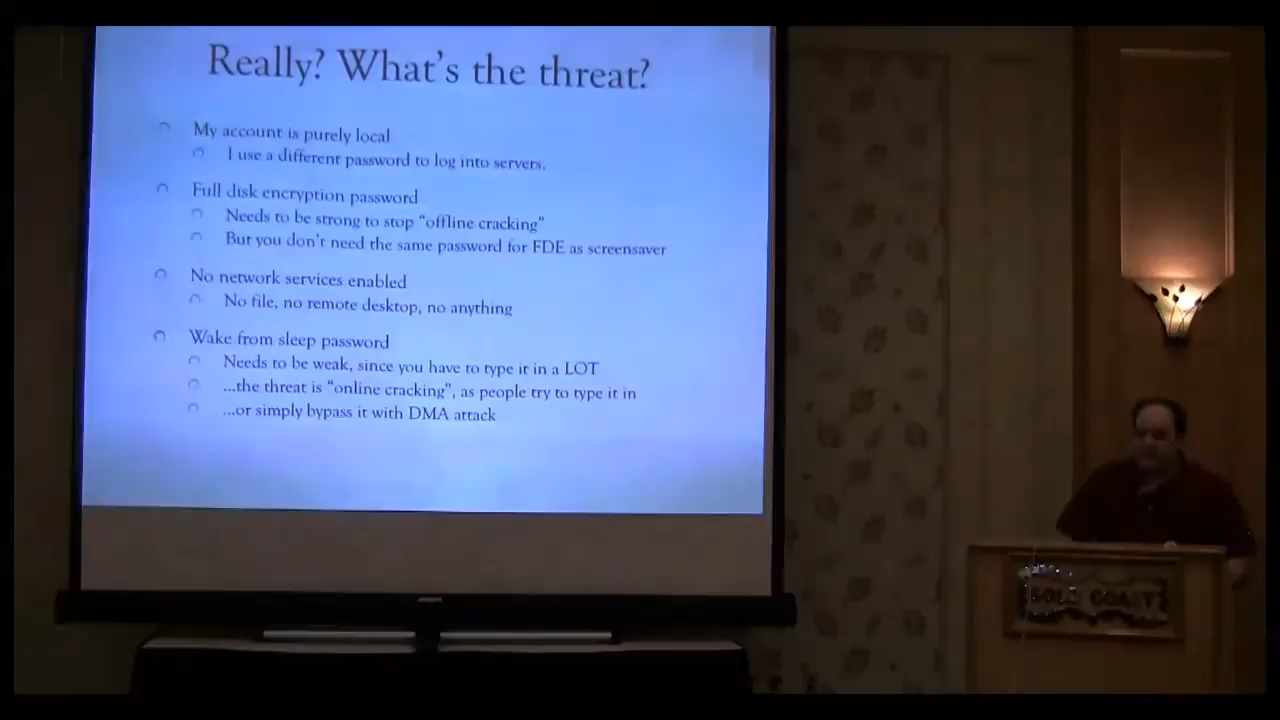 Really? What's the threat?
My account is purely local
I use a different password to log into servers.
Full disk encryption password
Needs to be strong to stop "offline cracking"
But you don't need the same password for FDE as screensaver
No network services enabled
No file, no remote desktop, no anything
Wake from sleep password
Needs to be weak, since you have to type it in a LOT
...the threat is "online cracking", as people try to type it in
...or simply bypass it with DMA attack
GOLD COAST